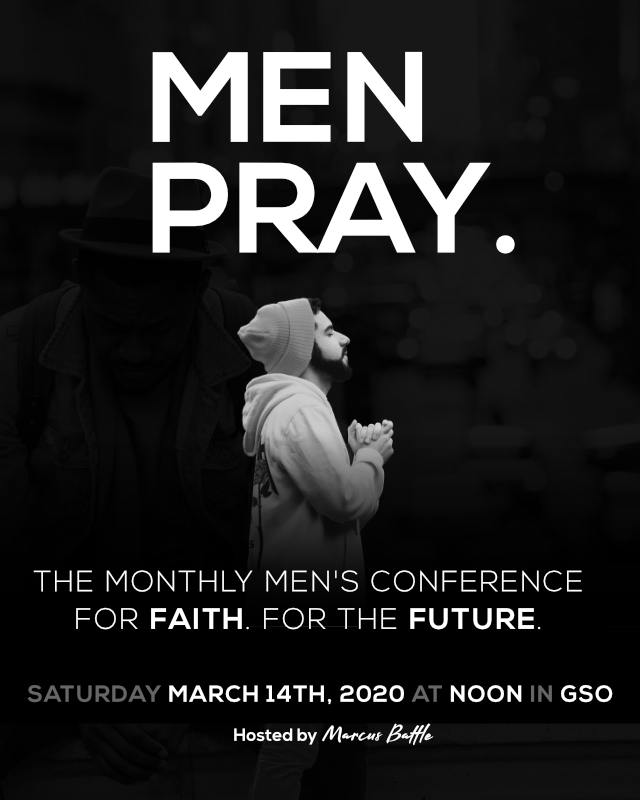 MEN
PRAY.
THE MONTHLY MEN'S CONFERENCE
FOR FAITH. FOR THE FUTURE.
SATURDAY MARCH 14TH, 2020 AT NOON IN GSO
Hosted by Marcus Battle